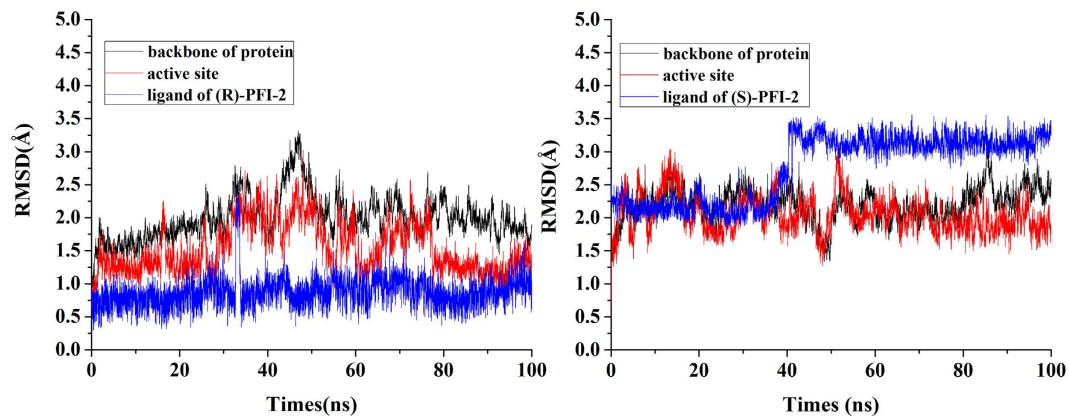 5.0
4.5
4.0
3.5
3.0
2.5
2.0
1.5
1.0
0.5
0.0
RMSD(Å)
backbone of protein
active site
ligand of (R)-PFI-2
0 20 40 60 80 100
Times(ns)
5.0
4.5
4.0
3.5
3.0
2.5
2.0
1.5
1.0
0.5
0.0
RMSD(Å)
backbone of protein
active site
ligand of (S)-PFI-2
0 20 40 60 80 100
Times (ns)